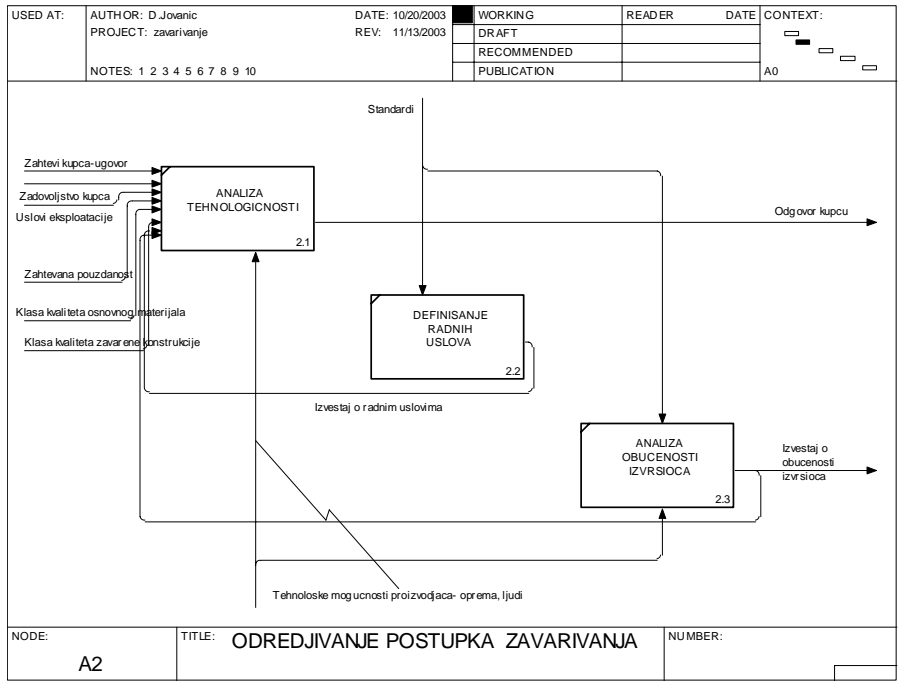 USED AT:
AUTHOR: D.Jovanic
DATE: 10/20/2003
PROJECT: zavarivanje
REV: 11/13/2003
NOTES: 1 2 3 4 5 6 7 8 9 10
WORKING
DRAFT
RECOMMENDED
PUBLICATION
READER
DATE
CONTEXT:
A0
Standardi
Zahtevi kupca-ugovor
Zadovoljstvo kupca
Uslovi eksploatacije
Zahtevana pouzdanost
Klasa kvaliteta osnovnog materijala
Klasa kvaliteta zavarene konstrukcije
ANALIZA
TEHNOLOGICNOSTI
2.1
Odgovor kupcu
DEFINISANJE
RADNIH
USLOVA
2.2
Izvestaj o radnim uslovima
ANALIZA
OBUCENOSTI
IZVRSIOCA
2.3
Izvestaj o
obucenosti
izvrsioca
Tehnoloske mogucnosti proizvodjaca- oprema, ljudi
NODE:
A2
TITLE:
ODREDJIVANJE POSTUPKA ZAVARIVANJA
NUMBER: